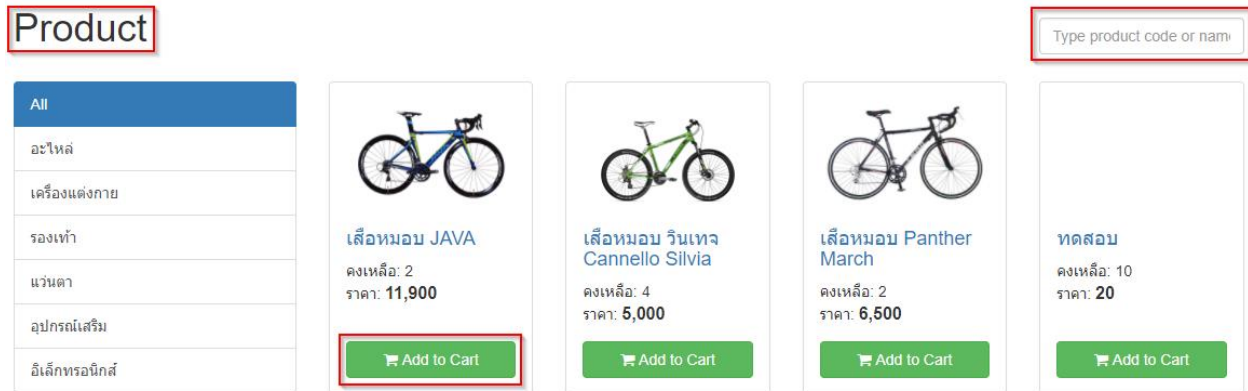 Product
Type product code or nam
All
อะไหล่
เครื่องแต่งกาย
รองเท้า
แว่นตา
อุปกรณ์เสริม
อิเล็กทรอนิกส์
เสือหมอบ JAVA
คงเหลือ: 2
ราคา: 11,900
Add to Cart
เสือหมอบ วินเทจ
Cannello Silvia
คงเหลือ: 4
ราคา: 5,000
Add to Cart
เสือหมอบ Panther
March
คงเหลือ: 2
ราคา: 6,500
Add to Cart
ทดสอบ
คงเหลือ: 10
ราคา: 20
Add to Cart